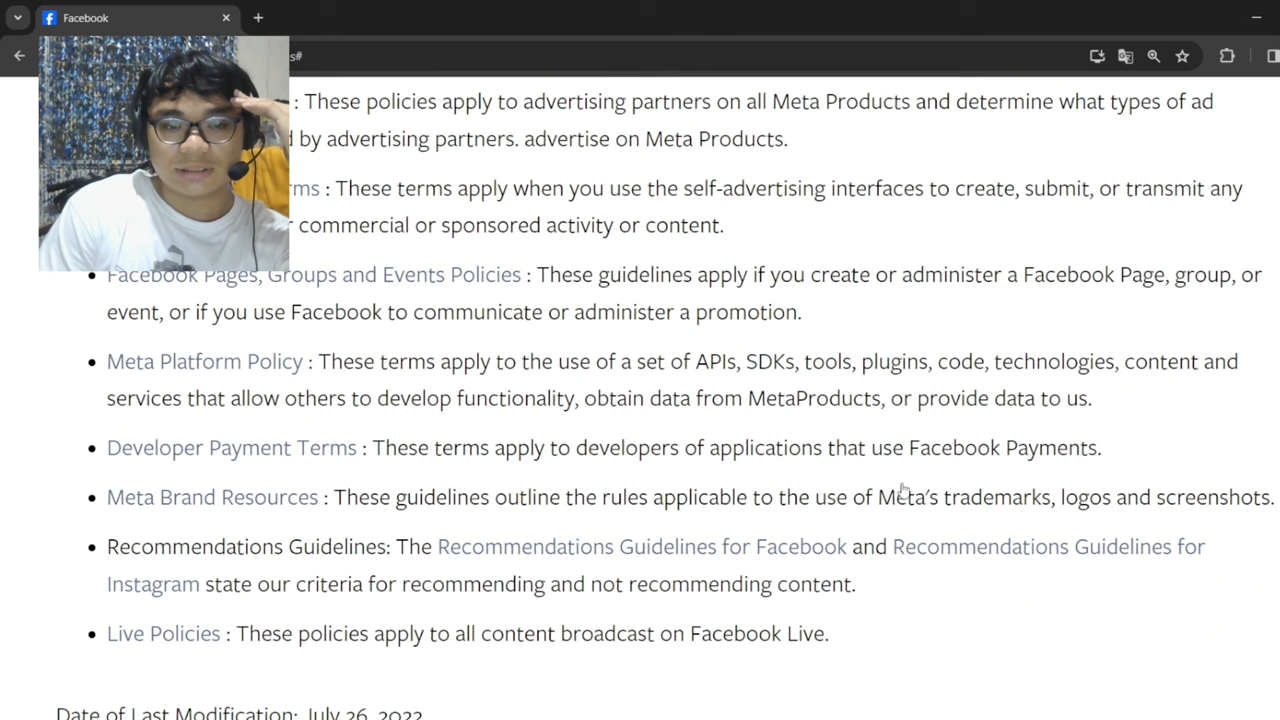 Facebook
s#
: These policies apply to advertising partners on all Meta Products and determine what types of ad
by advertising partners. advertise on Meta Products.
rms : These terms apply when you use the self-advertising interfaces to create, submit, or transmit any
commercial or sponsored activity or content.
Facebook Pages, Groups and Events Policies : These guidelines apply if you create or administer a Facebook Page, group, or
event, or if you use Facebook to communicate or administer a promotion.
Meta Platform Policy : These terms apply to the use of a set of APIs, SDKs, tools, plugins, code, technologies, content and
services that allow others to develop functionality, obtain data from MetaProducts, or provide data to us.
Developer Payment Terms : These terms apply to developers of applications that use Facebook Payments.
Meta Brand Resources : These guidelines outline the rules applicable to the use of Meta's trademarks, logos and screenshots.
Recommendations Guidelines: The Recommendations Guidelines for Facebook and Recommendations Guidelines for
Instagram state our criteria for recommending and not recommending content.
Live Policies : These policies apply to all content broadcast on Facebook Live.
Date of Last Modification: July 26, 2022